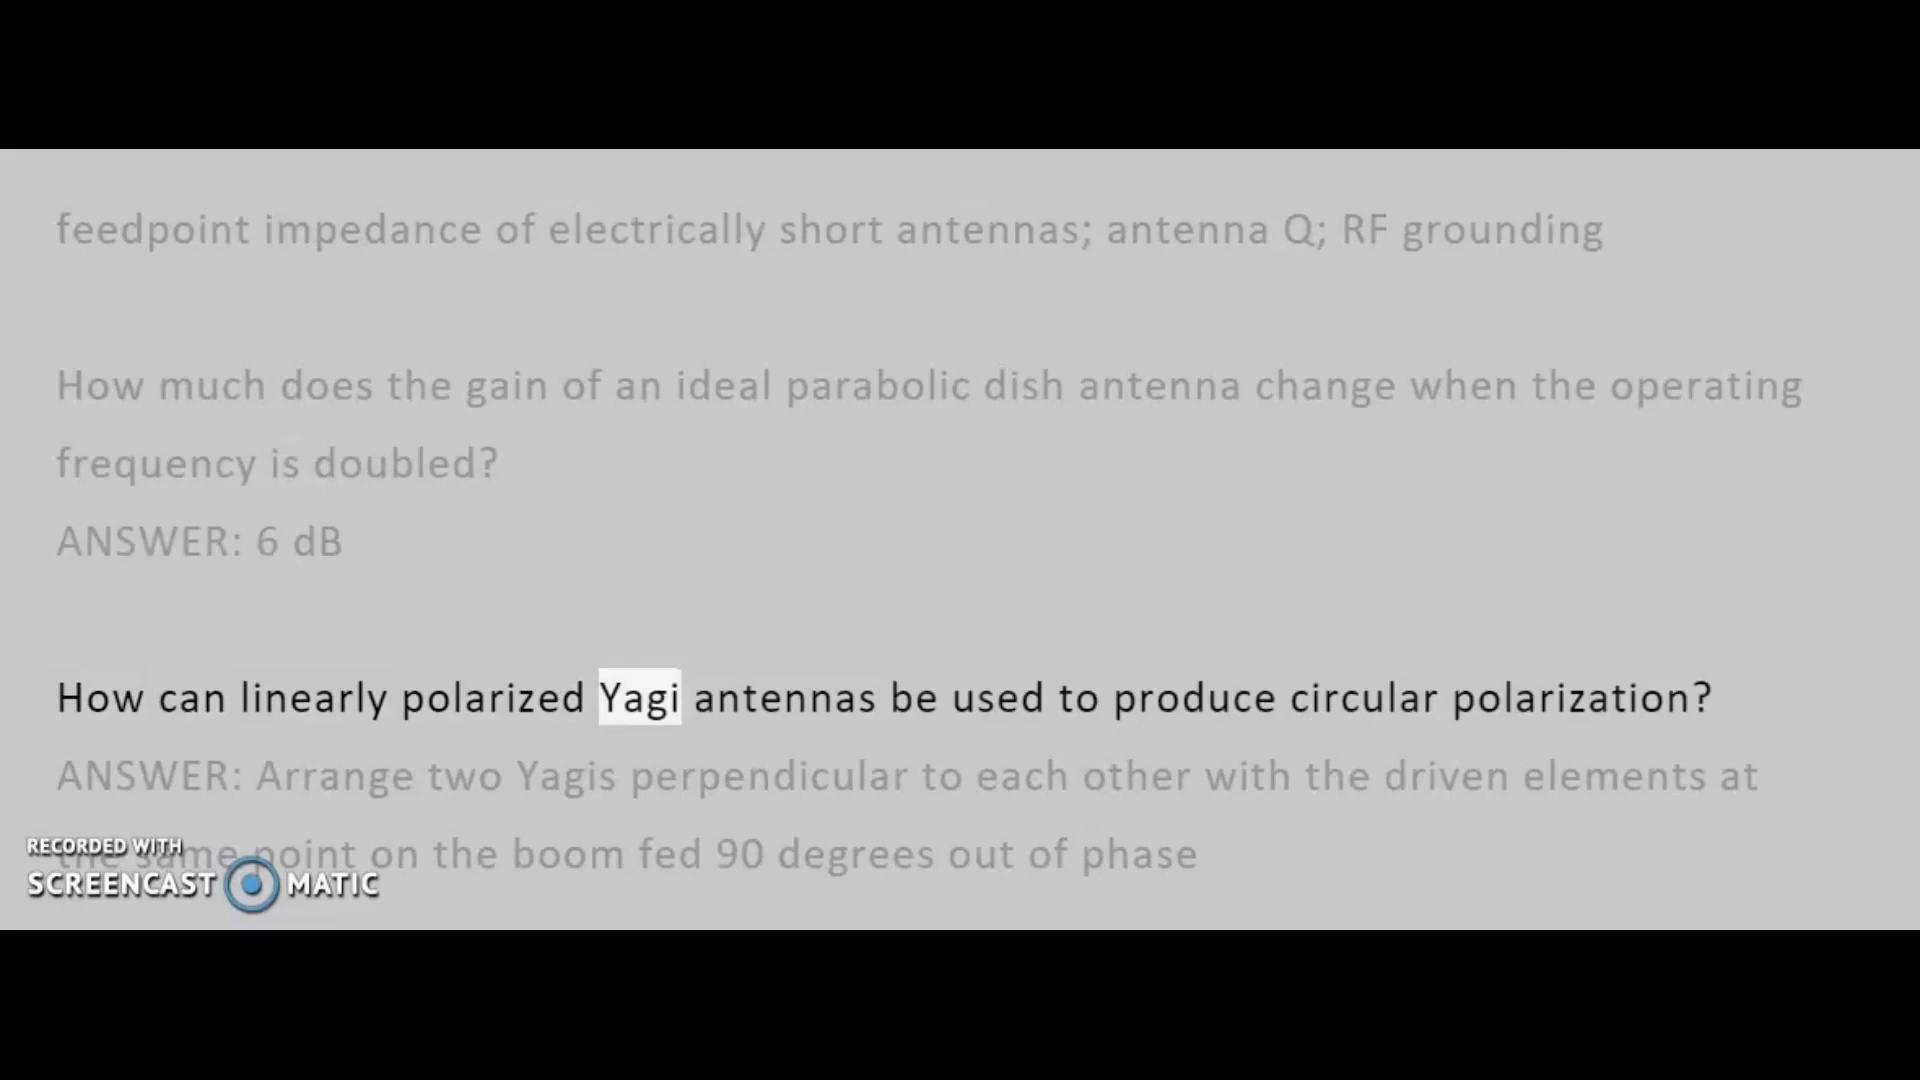 feedpoint impedance of electrically short antennas; antenna Q; RF grounding
How much does the gain of an ideal parabolic dish antenna change when the operating
frequency is doubled?
ANSWER: 6 dB
How can linearly polarized Yagi antennas be used to produce circular polarization?
ANSWER: Arrange two Yagis perpendicular to each other with the driven elements at
the same point on the boom fed 90 degrees out of phase
RECORDED WITH
SCREENCAST MATIC